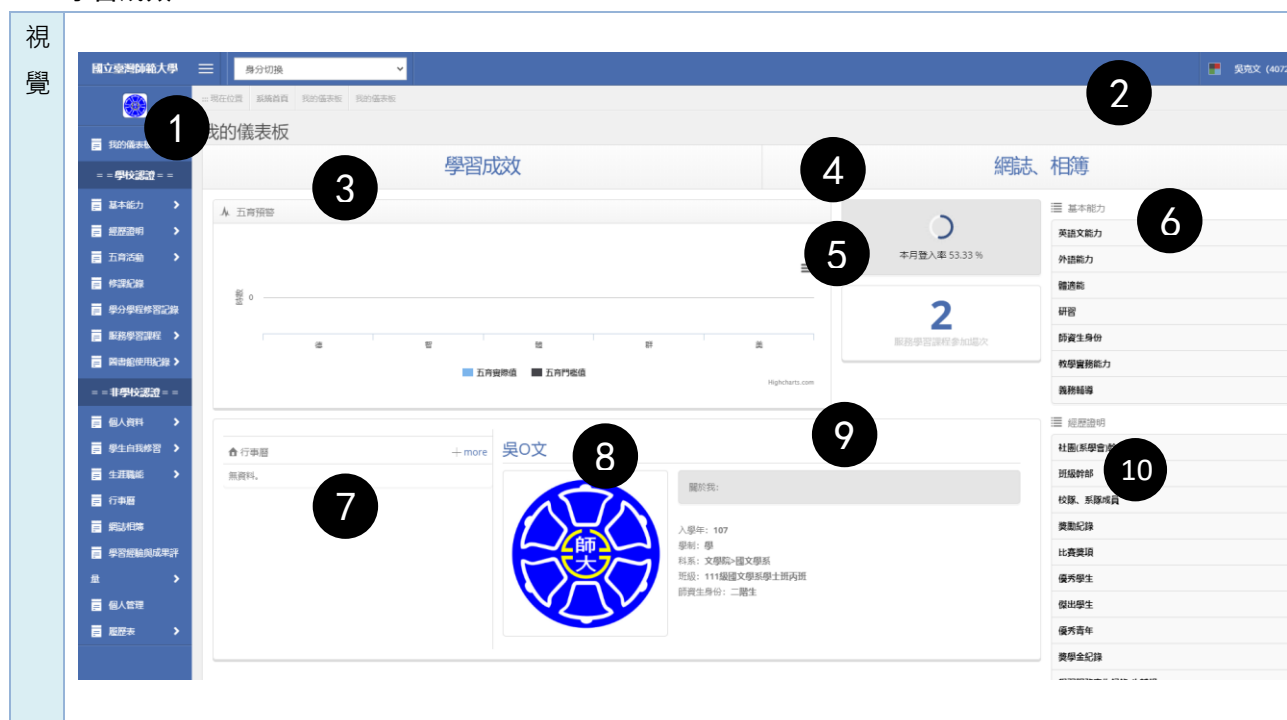 視
覺
國立臺灣師範大學
身分切換
吳克文 (4072
現在位置 系統首頁 我的儀表板 我的儀表板
我的儀表板
1
2
我的儀表板
學習成效
網誌、相簿
3
4
= = 學校認證 = =
基本能力
經歷證明
五育活動
修課紀錄
學分學程修習記錄
服務學習課程
圖書館使用紀錄
= = 非學校認證 = =
個人資料
學生自我修習
生涯職能
行事曆
網誌相簿
學習經驗與成果評
量
個人管理
履歷表
五育預警
數值
0
德
智
體
群
美
五育實際值 五育門檻值
Highcharts.com
5
本月登入率 53.33 %
2
服務學習課程參加場次
基本能力
6
英語文能力
外語能力
體適能
研習
師資生身份
教學實務能力
義務輔導
行事曆
more
無資料。
7
吳O文
8
9
師
大
關於我:
入學年: 107
學制: 學
科系: 文學院>國文學系
班級: 111級國文學系學士班丙班
師資生身份: 二階生
經歷證明
社團(系學會)
10
班級幹部
校隊、系隊成員
獎勵紀錄
比賽獎項
優秀學生
傑出學生
優秀青年
獎學金紀錄